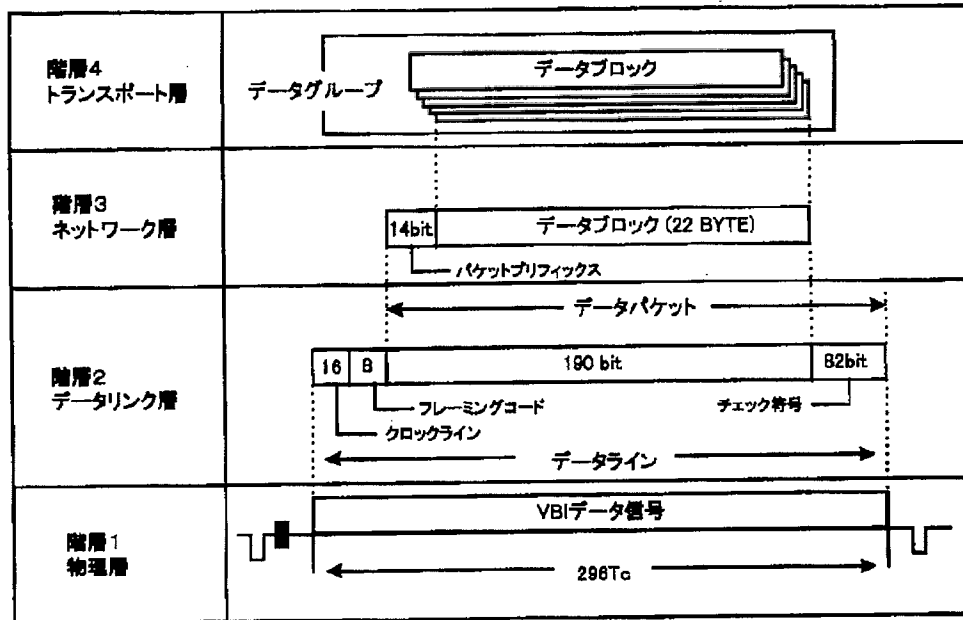 階層4
トランスポート層
データグループ
データブロック
階層3
ネットワーク層
14bit
データブロック (22 BYTE)
パケットプリフィックス
データパケット
階層2
データリンク層
16
8
190 bit
82bit
フレーミングコード
チェック符号
クロックライン
データライン
階層1
物理層
VBIデータ信号
296Tc